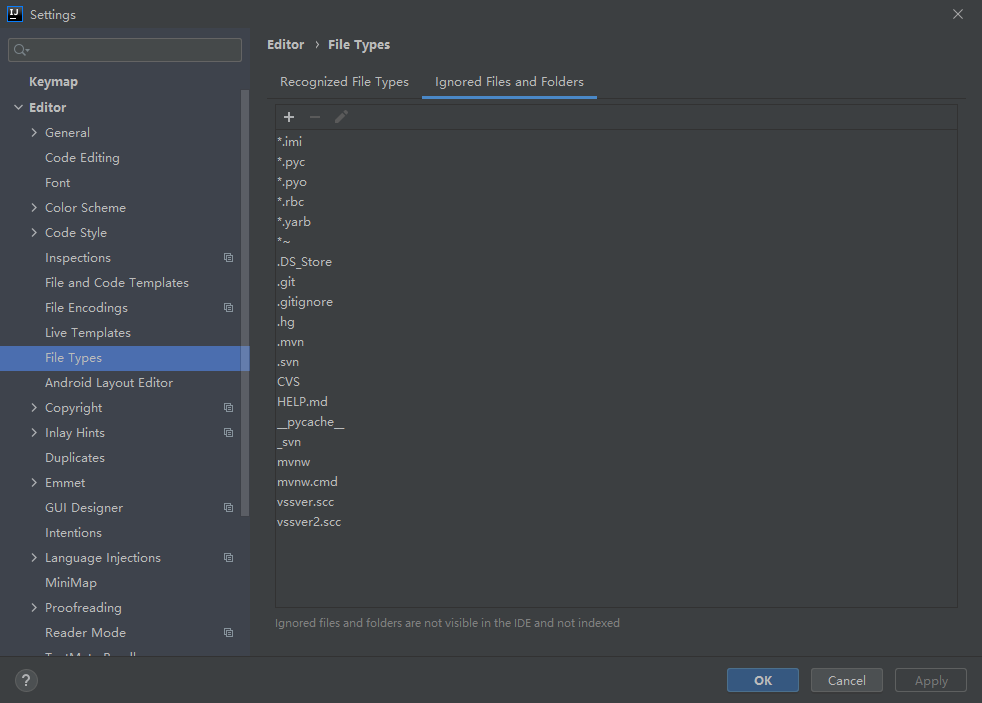 IJ
Settings
Keymap
Editor
General
Code Editing
Font
Color Scheme
Code Style
Inspections
File and Code Templates
File Encodings
Live Templates
File Types
Android Layout Editor
Copyright
Inlay Hints
Duplicates
Emmet
GUI Designer
Intentions
Language Injections
MiniMap
Proofreading
Reader Mode
Editor › File Types
Recognized File Types
Ignored Files and Folders
*.imi
*.pyc
*.pyo
*.rbc
*.yarb
*~
.DS_Store
.git
.gitignore
.hg
.mvn
.svn
CVS
HELP.md
__pycache__
_svn
mvnw
mvnw.cmd
vssver.scc
vssver2.scc
Ignored files and folders are not visible in the IDE and not indexed
?
OK
Cancel
Apply